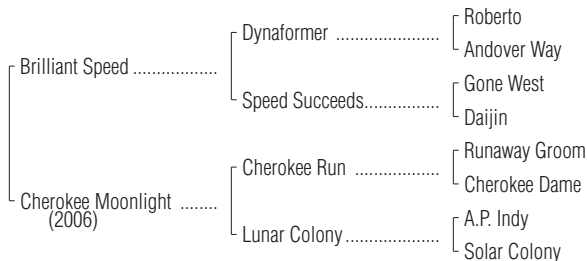 Roberto
Dynaformer ....................
Andover Way
Brilliant Speed .................
Gone West
Speed Succeeds................
Daijin
Runaway Groom
Cherokee Run .................
Cherokee Dame
Cherokee Moonlight ........
(2006)
A.P. Indy
Lunar Colony....................
Solar Colony